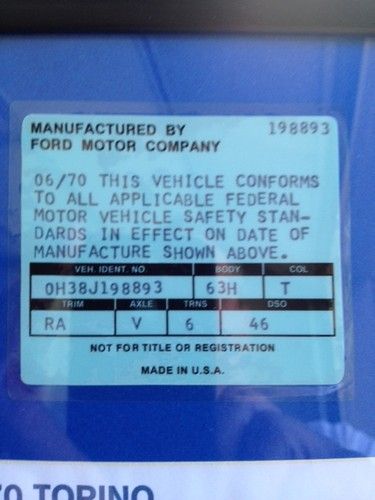 MANUFACTURED BY 198893
FORD MOTOR COMPANY
06/70 THIS VEHICLE CONFORMS
TO ALL APPLICABLE FEDERAL
MOTOR VEHICLE SAFETY STAN-
DARDS IN EFFECT ON DATE OF
MANUFACTURE SHOWN ABOVE.
VEH. IDENT. NO. BODY COL
0H38J198893 63H T
TRIM AXLE TRNS DSO
RA V 6 46
NOT FOR TITLE OR REGISTRATION
MADE IN U.S.A.
70 TORINO